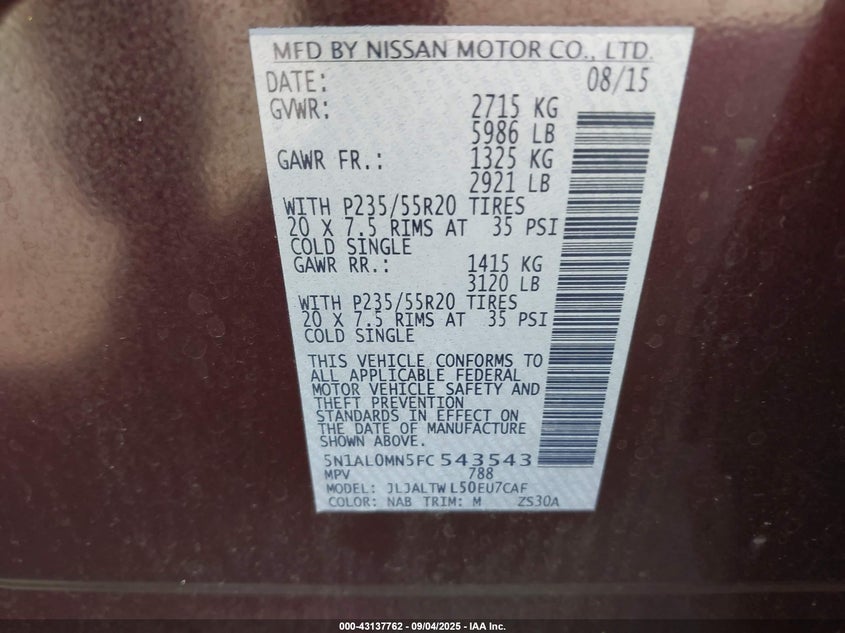 MFD BY NISSAN MOTOR CO., LTD.
DATE: 08/15
GVWR: 2715 KG
5986 LB
GAWR FR.: 1325 KG
2921 LB
WITH P235/55R20 TIRES
20 X 7.5 RIMS AT 35 PSI
COLD SINGLE
GAWR RR.: 1415 KG
3120 LB
WITH P235/55R20 TIRES
20 X 7.5 RIMS AT 35 PSI
COLD SINGLE
THIS VEHICLE CONFORMS TO
ALL APPLICABLE FEDERAL
MOTOR VEHICLE SAFETY AND
THEFT PREVENTION
STANDARDS IN EFFECT ON
THE DATE OF MANUFACTURE
SHOWN ABOVE.
5N1AL0MN5FC 543543
MPV 788
MODEL: JLJALTWL50EU7CAF
COLOR: NAB TRIM: M ZS30A
000-43137762 - 09/04/2025 - IAA Inc.